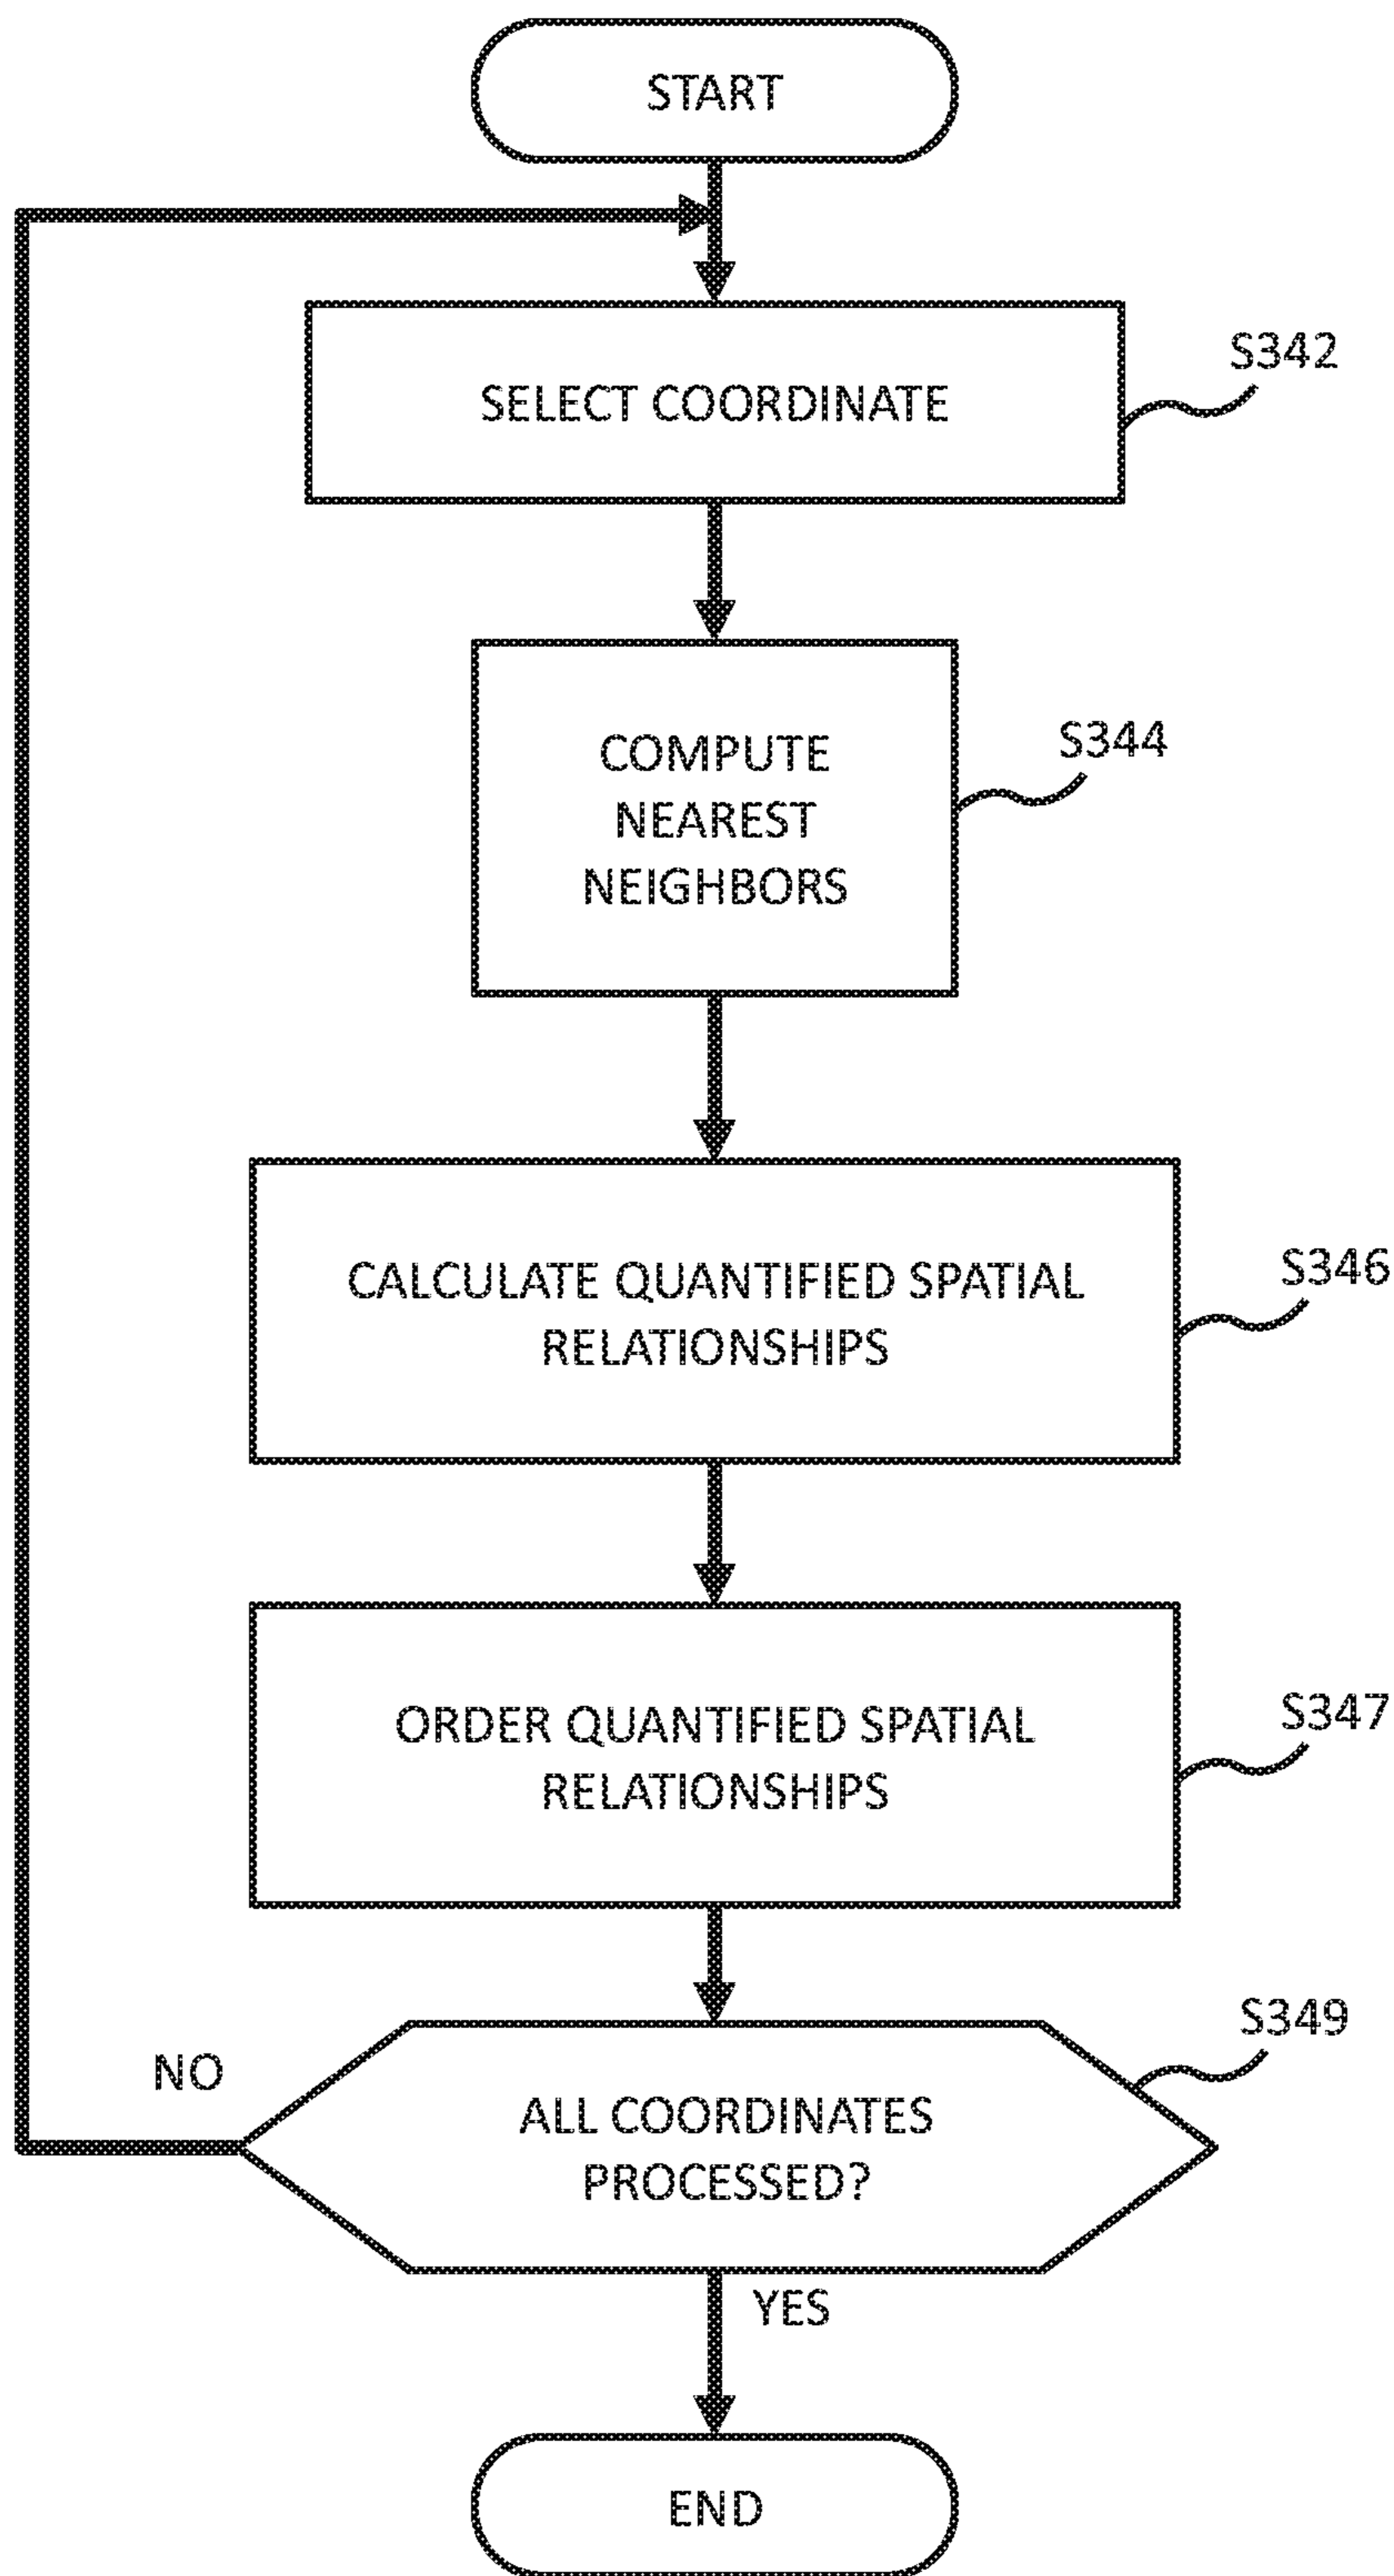 START
SELECT COORDINATE
S342
COMPUTE
NEAREST
NEIGHBORS
S344
CALCULATE QUANTIFIED SPATIAL
RELATIONSHIPS
S346
ORDER QUANTIFIED SPATIAL
RELATIONSHIPS
S347
ALL COORDINATES
PROCESSED?
S349
NO
YES
END